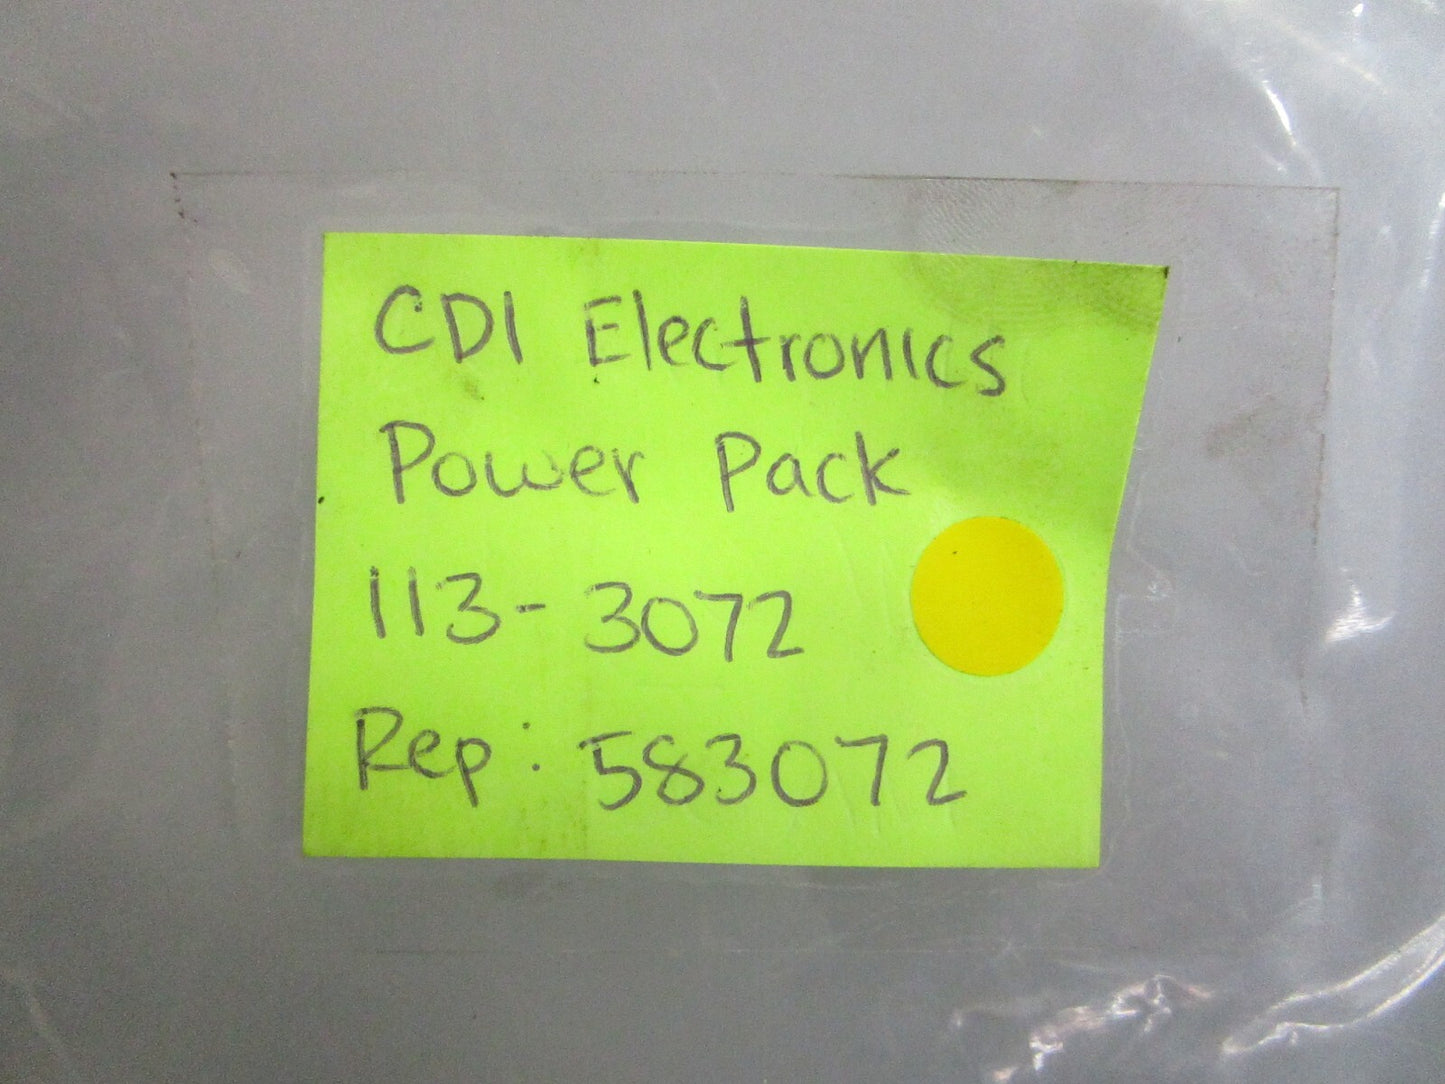 CDI Electronics
Power Pack
113-3072
Rep: 583072